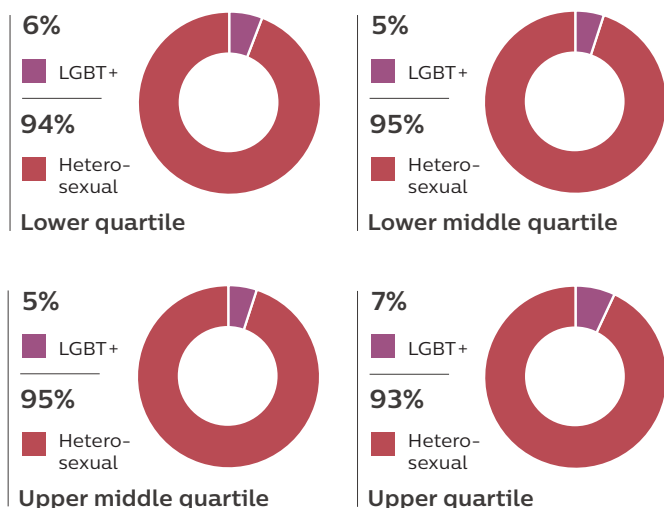 6%
LGBT+
94%
Hetero-
sexual
Lower quartile
5%
LGBT+
95%
Hetero-
sexual
Lower middle quartile
5%
LGBT+
95%
Hetero-
sexual
Upper middle quartile
7%
LGBT+
93%
Hetero-
sexual
Upper quartile